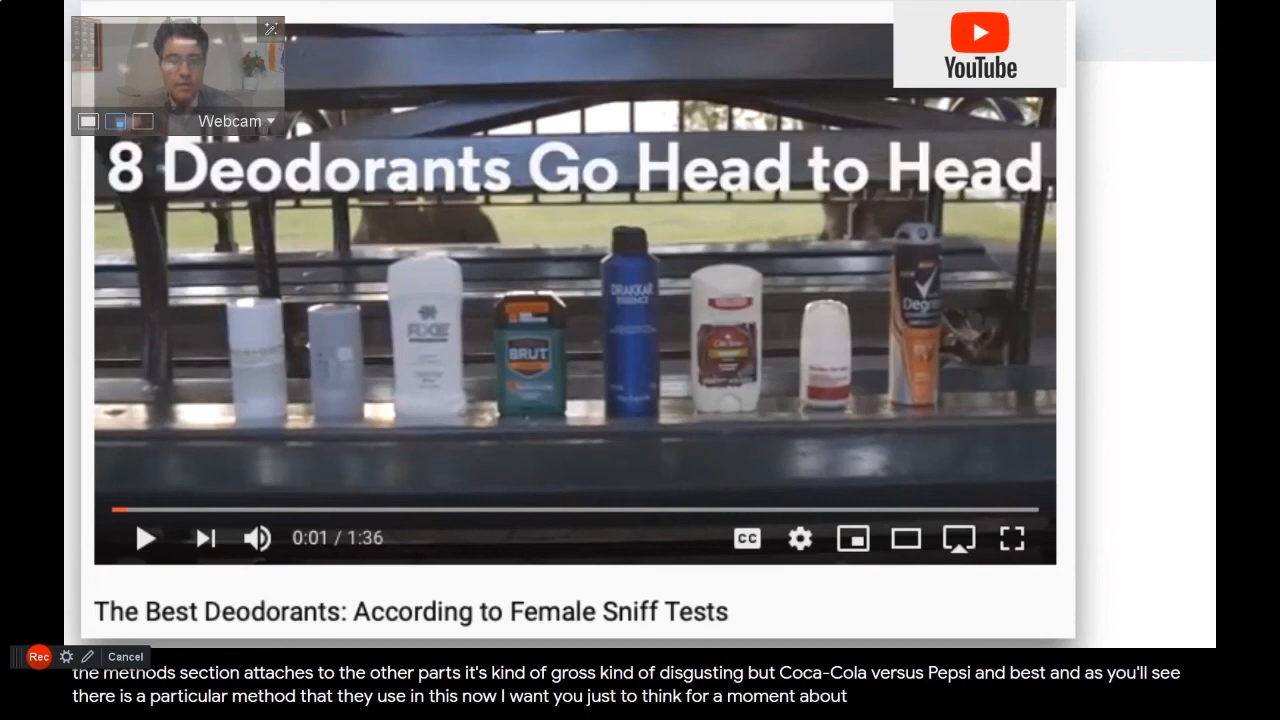 YouTube
Webcam
8 Deodorants Go Head to Head
AXE
BRUT
DRAKKAR
ESSENCE
Old Spice
Degree
0:01 / 1:36
CC
The Best Deodorants: According to Female Sniff Tests
Rec
Cancel
the methods section attaches to the other parts it's kind of gross kind of disgusting but Coca-Cola versus Pepsi and best and as you'll see
there is a particular method that they use in this now I want you just to think for a moment about